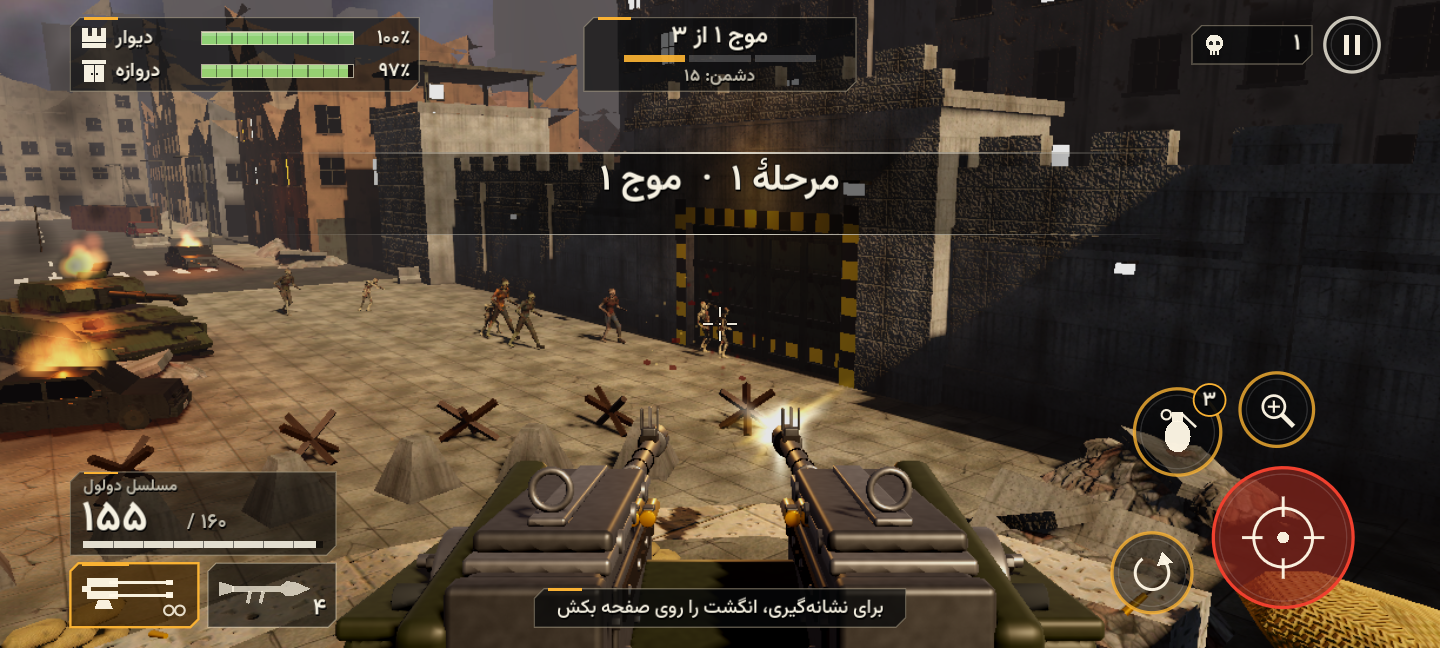 دیوار ۱۰۰٪
دروازه ۹۷٪
موج ۱ از ۳
دشمن: ۱۵
۱
مرحلهٔ ۱ · موج ۱
۳
مسلسل دولول
۱۵۵ / ۱۶۰
∞
۴
برای نشانه‌گیری، انگشت را روی صفحه بکش